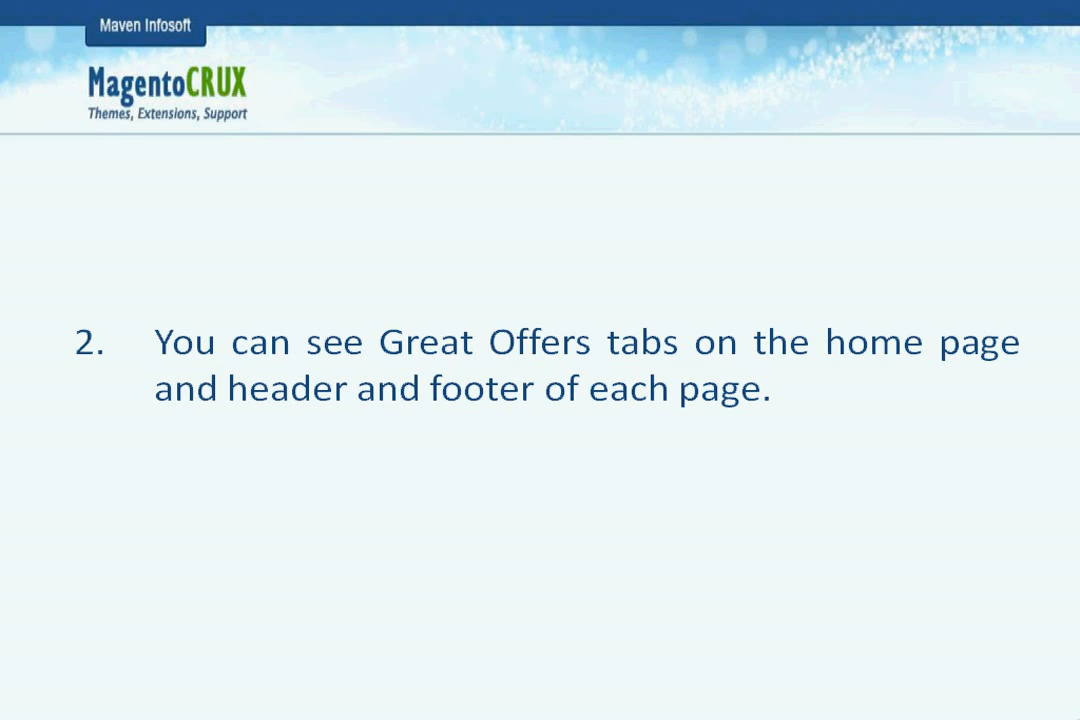 Maven Infosoft
MagentoCRUX
Themes, Extensions, Support
2. You can see Great Offers tabs on the home page
and header and footer of each page.